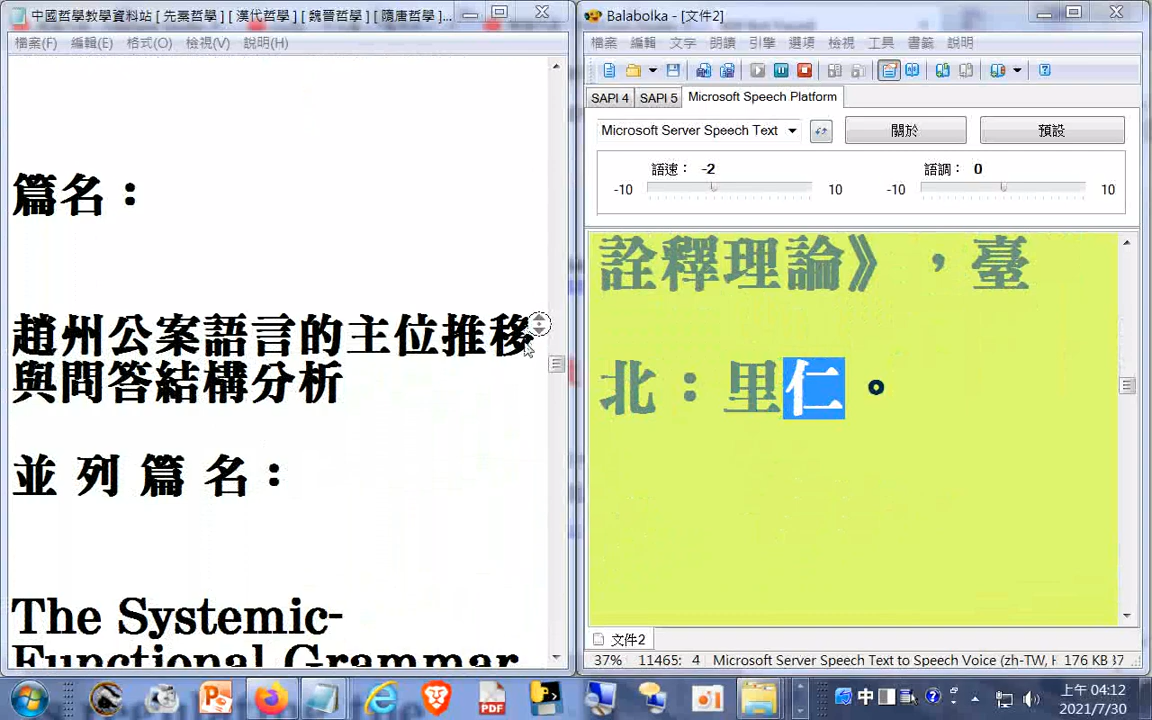 中國哲學教學資料站 [ 先秦哲學 ] [ 漢代哲學 ] [ 魏晉哲學 ] [ 隋唐哲學 ]...
檔案(F) 編輯(E) 格式(O) 檢視(V) 說明(H)
篇名：
趙州公案語言的主位推移
與問答結構分析
並 列 篇 名：
The Systemic-
Functional Grammar
Balabolka - [文件2]
檔案 編輯 文字 朗讀 引擎 選項 檢視 工具 書籤 說明
SAPI 4 SAPI 5 Microsoft Speech Platform
Microsoft Server Speech Text 關於 預設
語速： -2 語調： 0
-10 10 -10 10
詮釋理論》，臺
北：里仁。
文件2
37% 11465: 4 Microsoft Server Speech Text to Speech Voice (zh-TW, H 176 KB
中
上午 04:12
2021/7/30